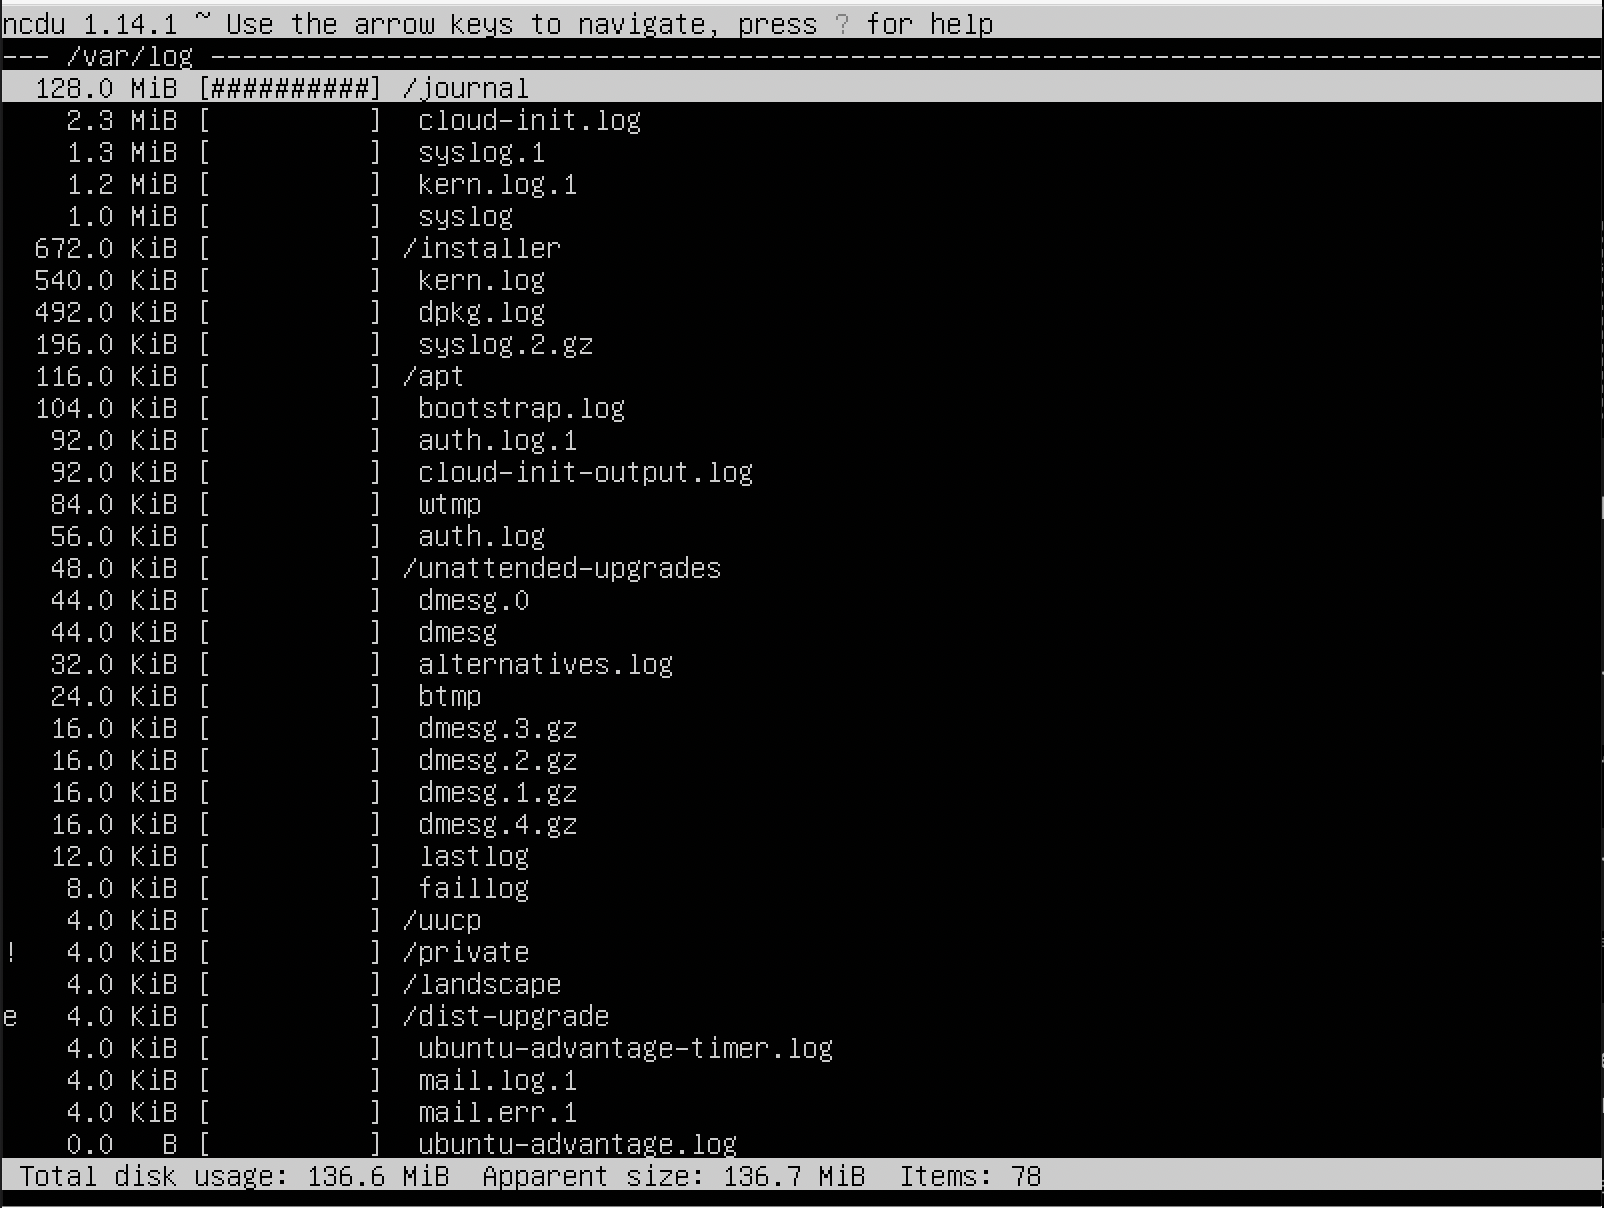 ncdu 1.14.1 ~ Use the arrow keys to navigate, press ? for help
--- /var/log ---------------------------------------------------------------------------------------
  128.0 MiB [##########] /journal
    2.3 MiB [          ]  cloud-init.log
    1.3 MiB [          ]  syslog.1
    1.2 MiB [          ]  kern.log.1
    1.0 MiB [          ]  syslog
  672.0 KiB [          ] /installer
  540.0 KiB [          ]  kern.log
  492.0 KiB [          ]  dpkg.log
  196.0 KiB [          ]  syslog.2.gz
  116.0 KiB [          ] /apt
  104.0 KiB [          ]  bootstrap.log
   92.0 KiB [          ]  auth.log.1
   92.0 KiB [          ]  cloud-init-output.log
   84.0 KiB [          ]  wtmp
   56.0 KiB [          ]  auth.log
   48.0 KiB [          ] /unattended-upgrades
   44.0 KiB [          ]  dmesg.0
   44.0 KiB [          ]  dmesg
   32.0 KiB [          ]  alternatives.log
   24.0 KiB [          ]  btmp
   16.0 KiB [          ]  dmesg.3.gz
   16.0 KiB [          ]  dmesg.2.gz
   16.0 KiB [          ]  dmesg.1.gz
   16.0 KiB [          ]  dmesg.4.gz
   12.0 KiB [          ]  lastlog
    8.0 KiB [          ]  faillog
    4.0 KiB [          ] /uucp
!   4.0 KiB [          ] /private
    4.0 KiB [          ] /landscape
e   4.0 KiB [          ] /dist-upgrade
    4.0 KiB [          ]  ubuntu-advantage-timer.log
    4.0 KiB [          ]  mail.log.1
    4.0 KiB [          ]  mail.err.1
    0.0   B [          ]  ubuntu-advantage.log
 Total disk usage: 136.6 MiB  Apparent size: 136.7 MiB  Items: 78